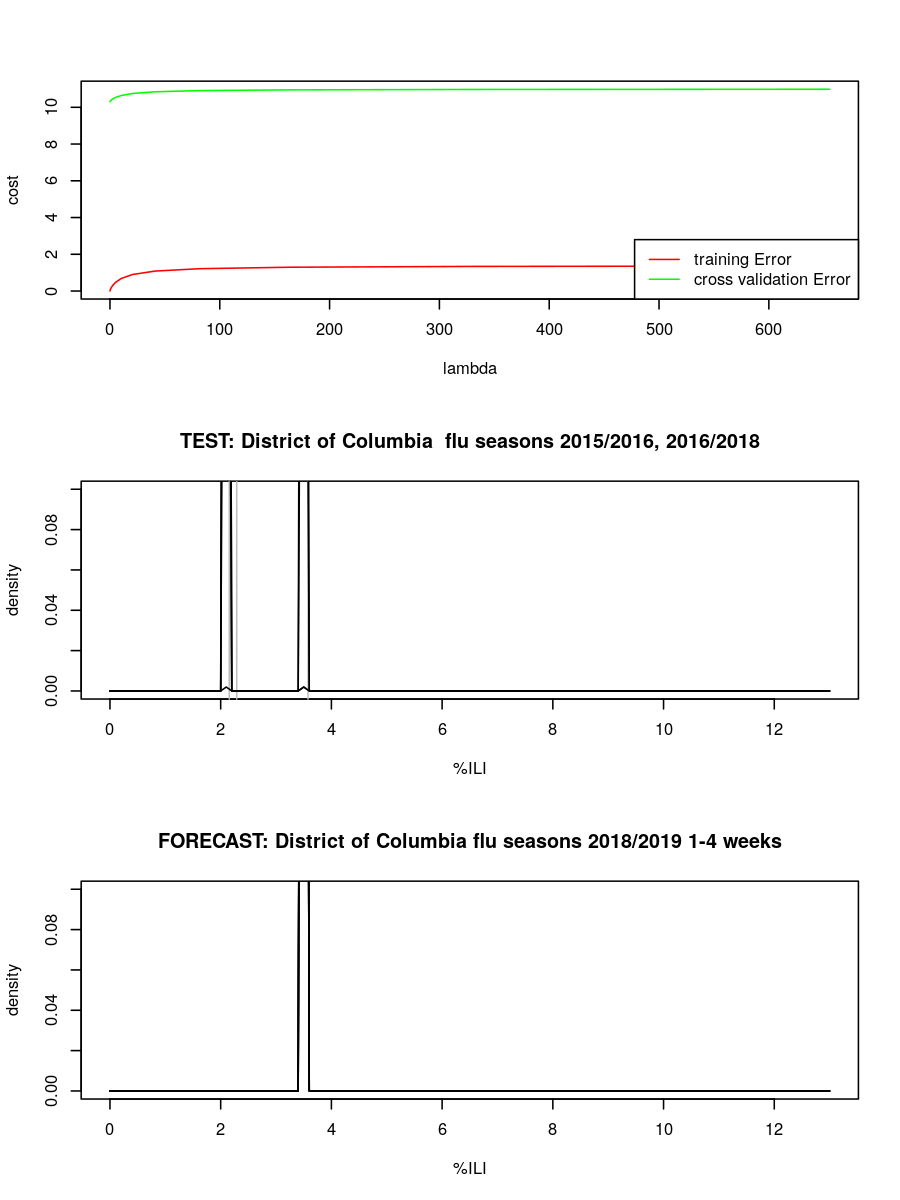 10
8
6
4
2
0
cost
training Error
cross validation Error
0 100 200 300 400 500 600
lambda
TEST: District of Columbia  flu seasons 2015/2016, 2016/2018
0.08
0.04
0.00
density
0 2 4 6 8 10 12
%ILI
FORECAST: District of Columbia flu seasons 2018/2019 1-4 weeks
0.08
0.04
0.00
density
0 2 4 6 8 10 12
%ILI